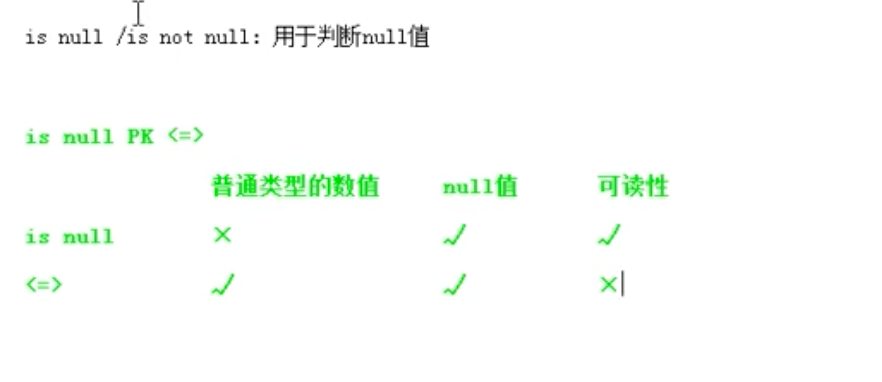 is null /is not null：用于判断null值
is null PK <=>
普通类型的数值 null值 可读性
is null × √ √
<=> √ √ ×